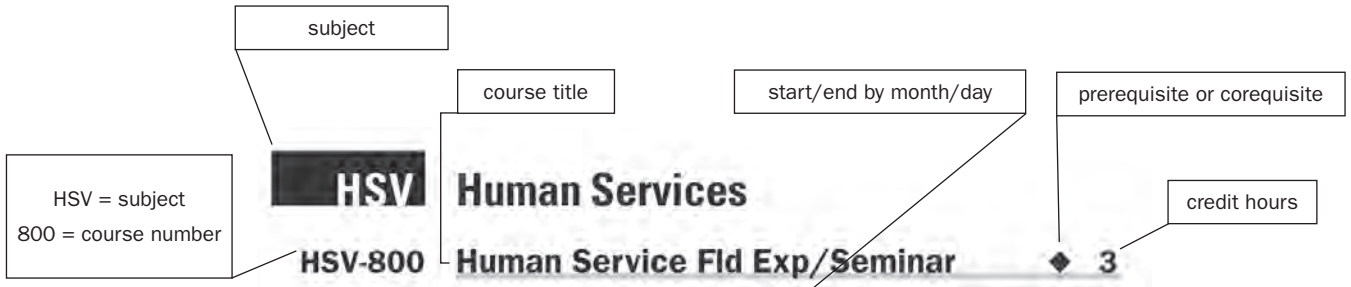 subject
course title
start/end by month/day
prerequisite or corequisite
HSV Human Services
HSV = subject
800 = course number
credit hours
HSV-800 Human Service Fld Exp/Seminar ◆ 3